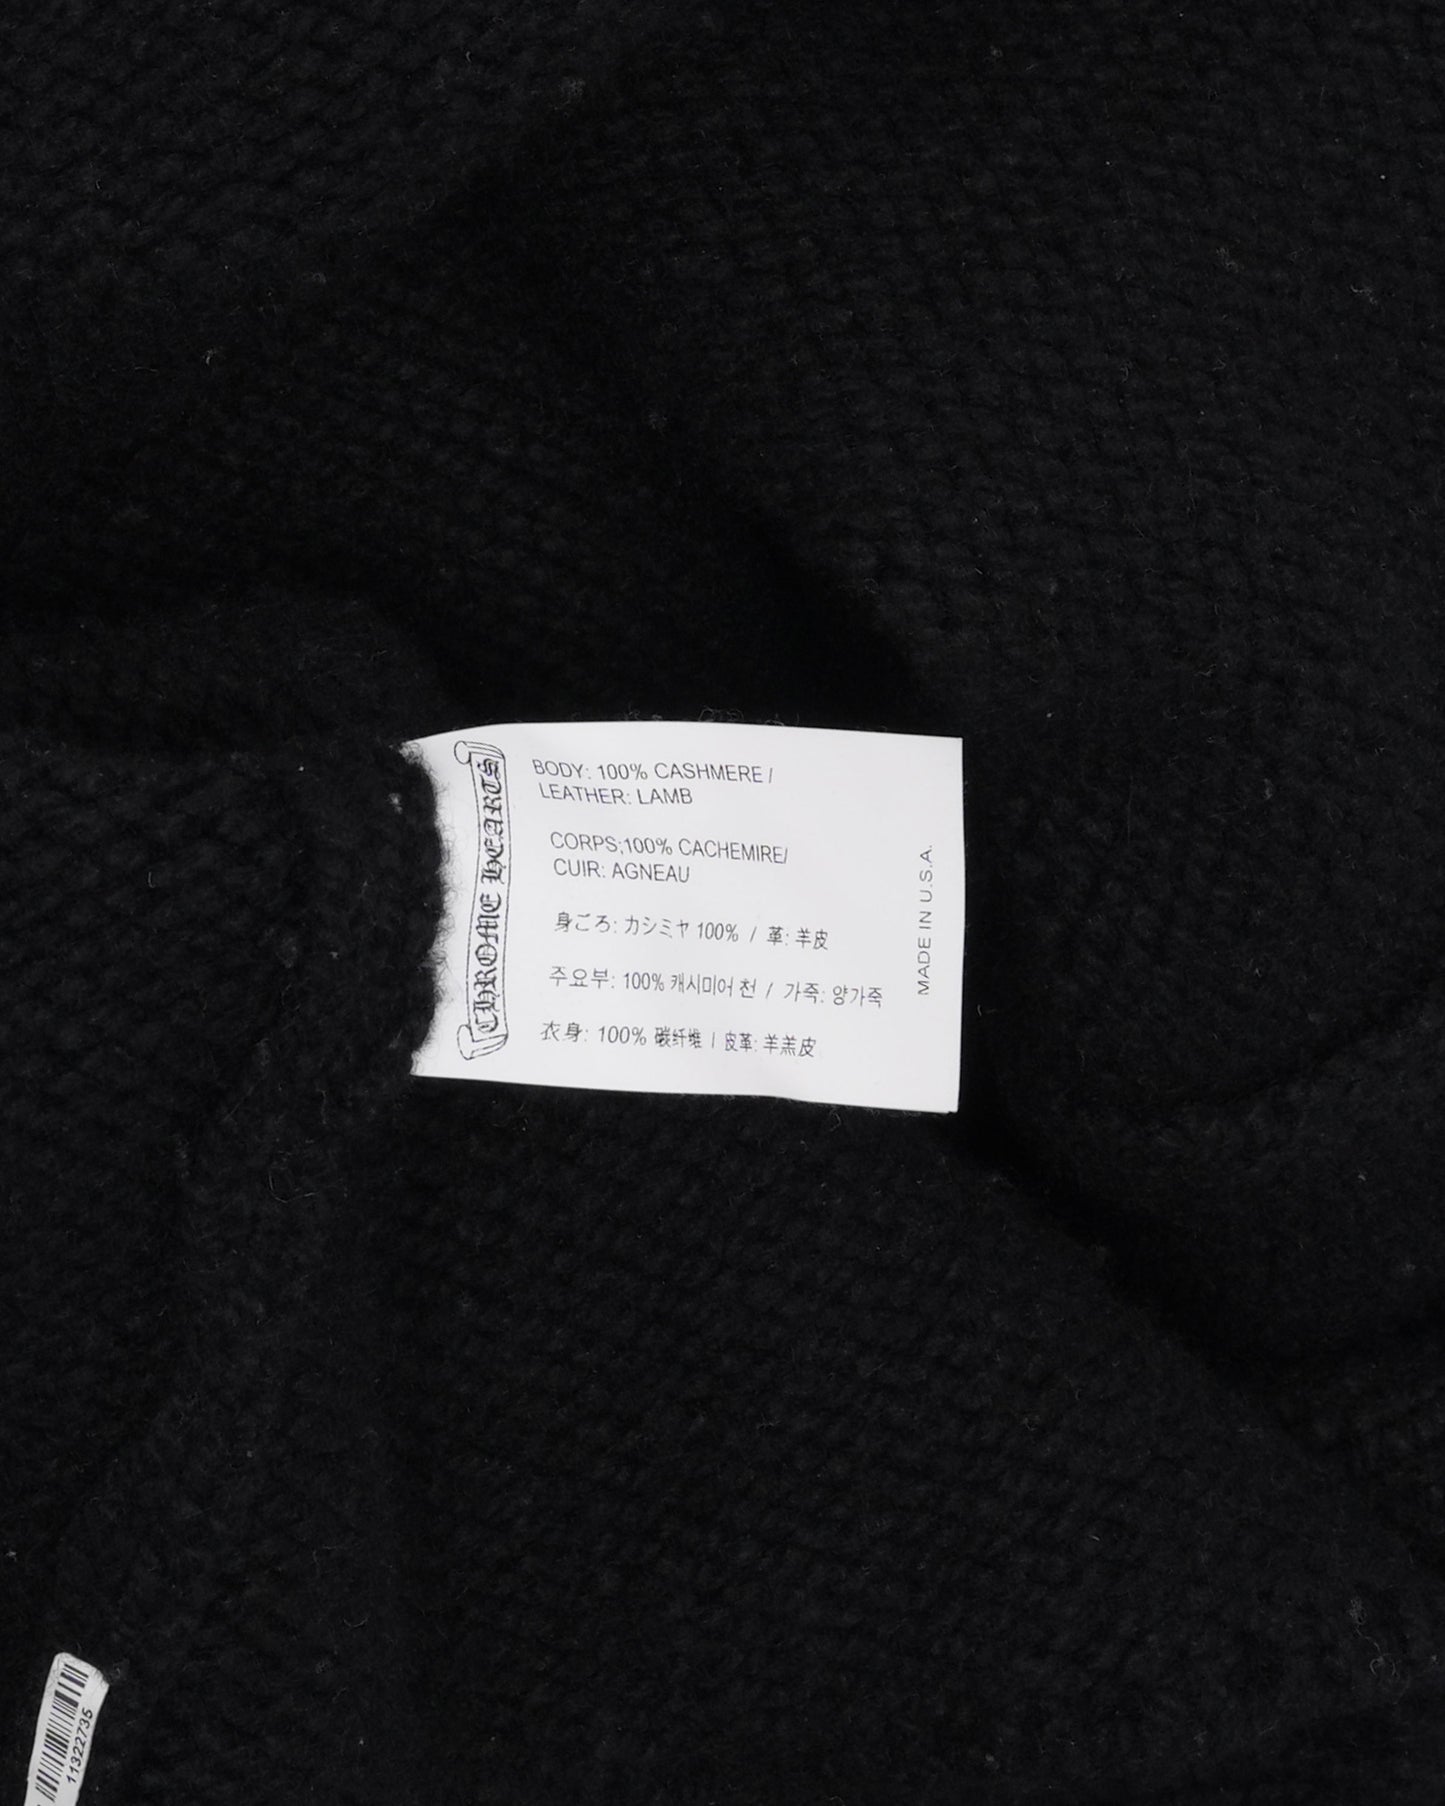 CHROME HEARTS
BODY: 100% CASHMERE /
LEATHER: LAMB
CORPS;100% CACHEMIRE/
CUIR: AGNEAU
身ごろ: カシミヤ 100% / 革: 羊皮
주요부: 100% 캐시미어 천 / 가죽: 양가죽
衣身: 100% 碳纤维 / 皮革: 羊羔皮
MADE IN U.S.A.
11322735